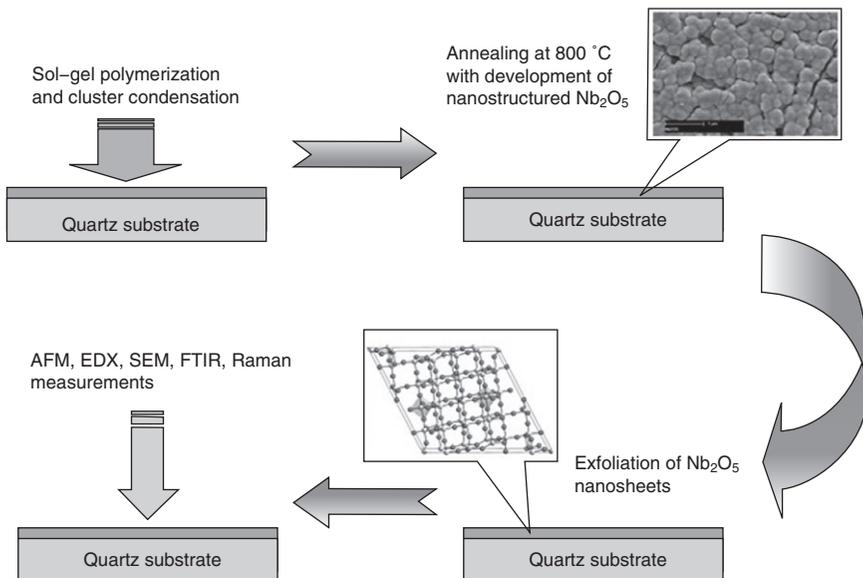 Sol–gel polymerization
and cluster condensation
Quartz substrate
Annealing at 800 ˚C
with development of
nanostructured Nb₂O₅
Quartz substrate
Exfoliation of Nb₂O₅
nanosheets
Quartz substrate
AFM, EDX, SEM, FTIR, Raman
measurements
Quartz substrate